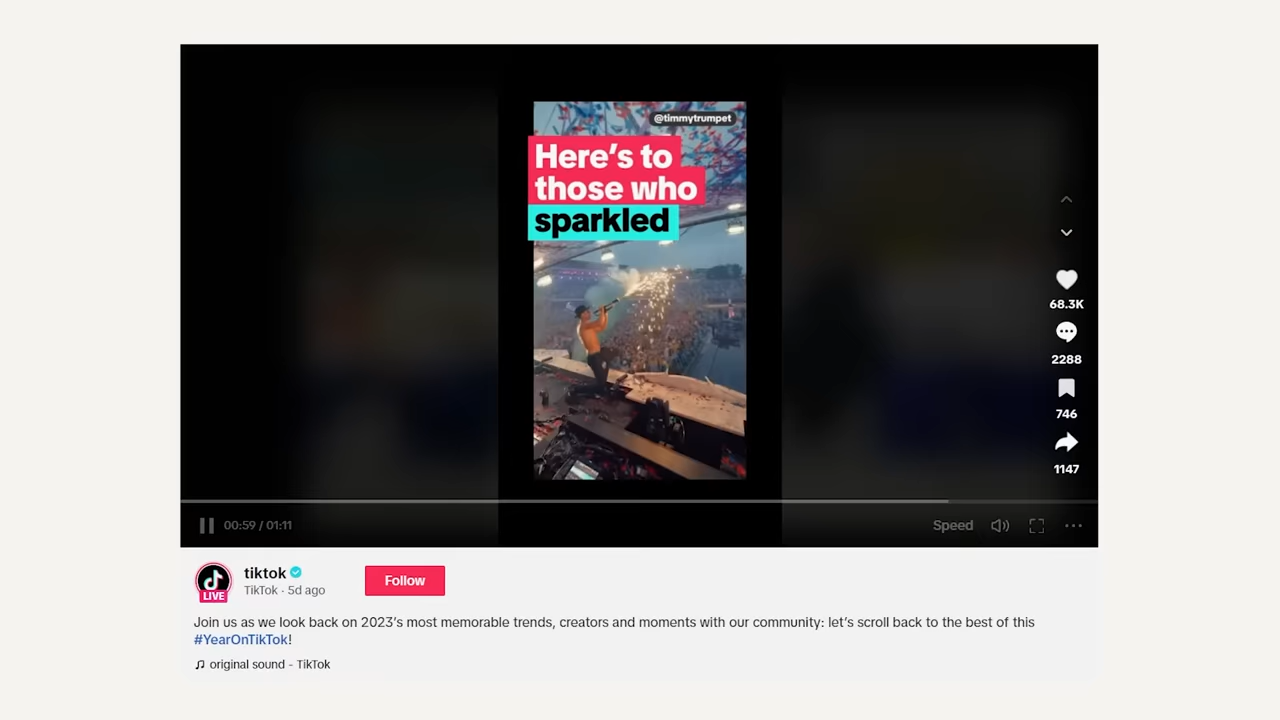 @timmytrumpet
Here's to
those who
sparkled
68.3K
2288
746
1147
00:59 / 01:11
Speed
tiktok
LIVE
TikTok · 5d ago
Follow
Join us as we look back on 2023's most memorable trends, creators and moments with our community: let's scroll back to the best of this
#YearOnTikTok!
original sound - TikTok